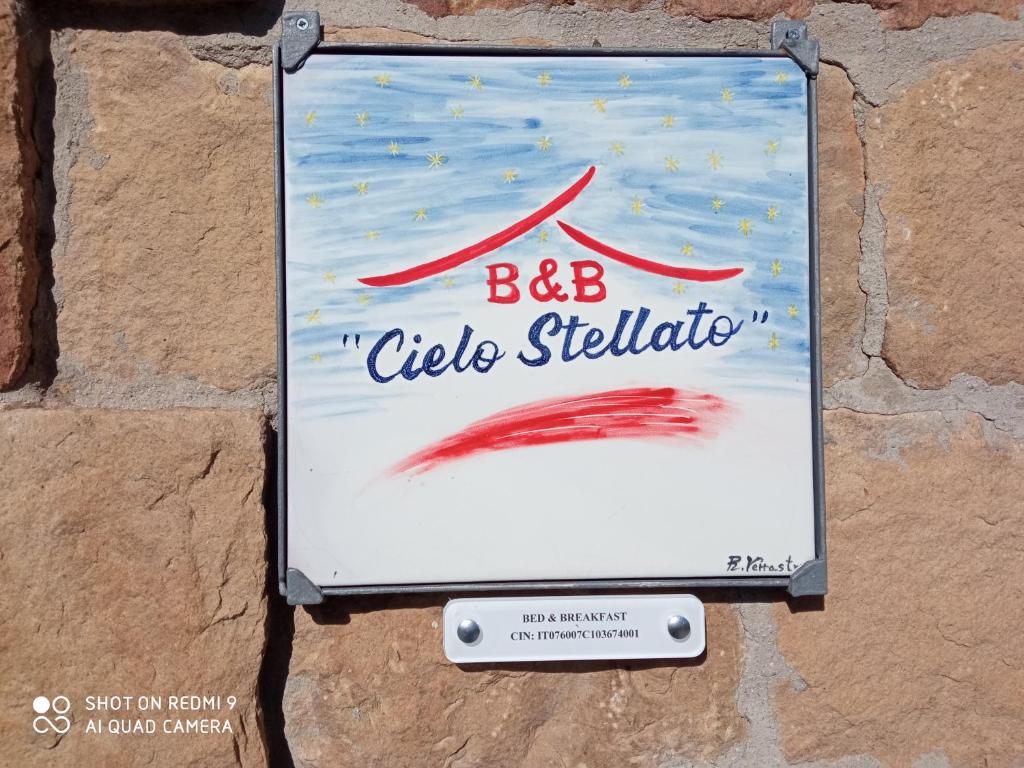 B&B
"Cielo Stellato"
BED & BREAKFAST
CIN: IT076007C103674001
SHOT ON REDMI 9
AI QUAD CAMERA